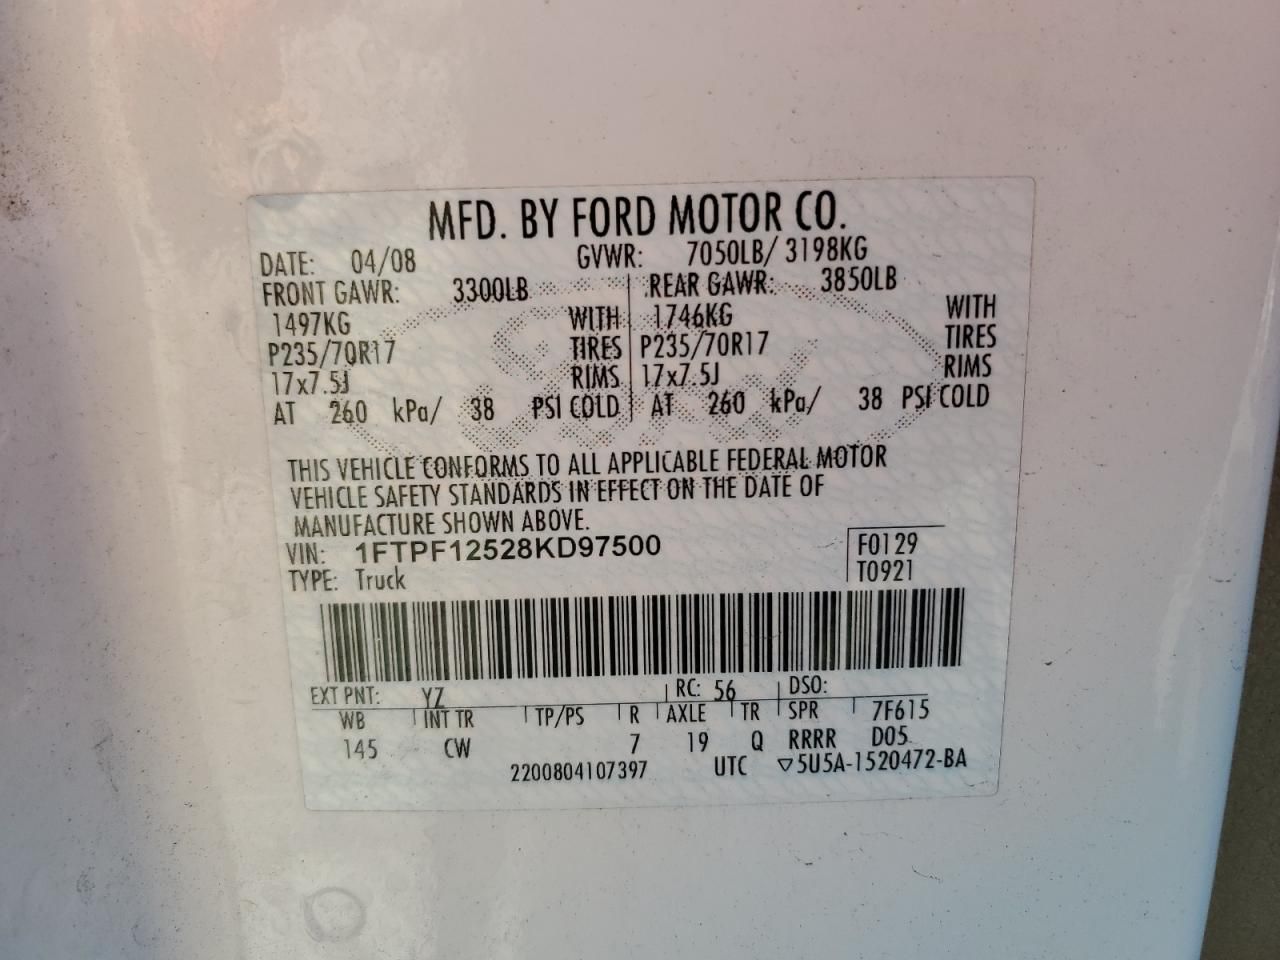 MFD. BY FORD MOTOR CO.
DATE: 04/08 GVWR: 7050LB/ 3198KG
FRONT GAWR: 3300LB REAR GAWR: 3850LB
1497KG WITH 1746KG WITH
P235/70R17 TIRES P235/70R17 TIRES
17x7.5J RIMS 17x7.5J RIMS
AT 260 kPa/ 38 PSI COLD AT 260 kPa/ 38 PSI COLD
THIS VEHICLE CONFORMS TO ALL APPLICABLE FEDERAL MOTOR
VEHICLE SAFETY STANDARDS IN EFFECT ON THE DATE OF
MANUFACTURE SHOWN ABOVE.
VIN: 1FTPF12528KD97500 F0129
TYPE: Truck T0921
EXT PNT: YZ RC: 56 DSO:
WB INT TR TP/PS R AXLE TR SPR 7F615
145 CW 7 19 Q RRRR D05
2200804107397 UTC ▽5U5A-1520472-BA